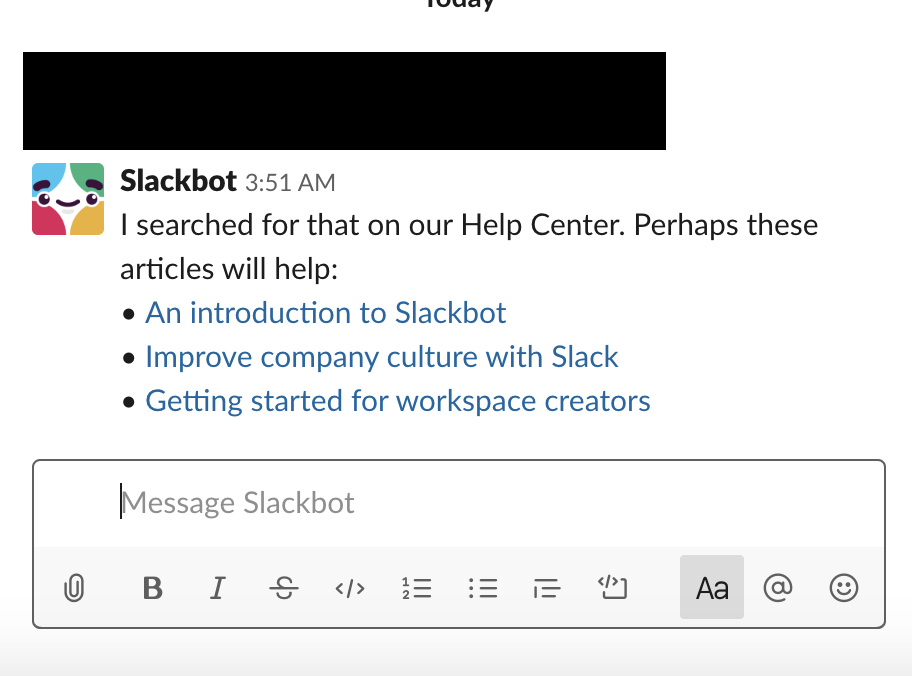 Today
Slackbot 3:51 AM
I searched for that on our Help Center. Perhaps these
articles will help:
• An introduction to Slackbot
• Improve company culture with Slack
• Getting started for workspace creators
Message Slackbot
B I S </> Aa @